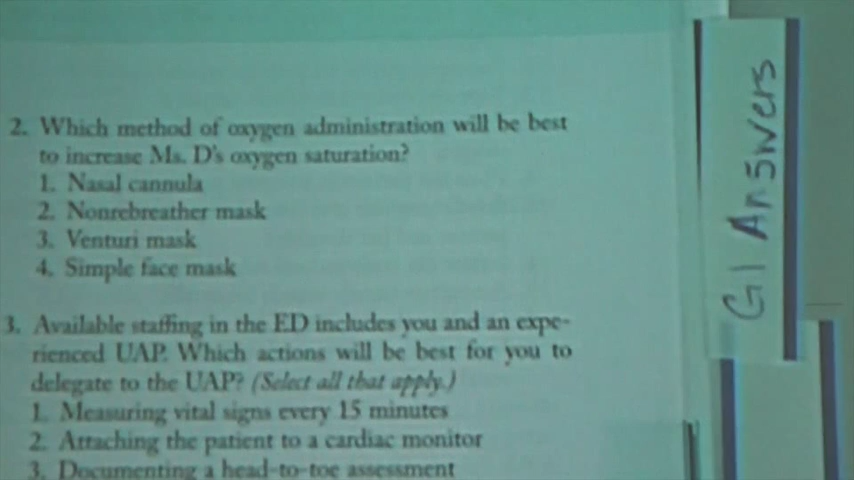 2. Which method of oxygen administration will be best
to increase Ms. D's oxygen saturation?
1. Nasal cannula
2. Nonrebreather mask
3. Venturi mask
4. Simple face mask
3. Available staffing in the ED includes you and an expe-
rienced UAP. Which actions will be best for you to
delegate to the UAP? (Select all that apply.)
1. Measuring vital signs every 15 minutes
2. Attaching the patient to a cardiac monitor
3. Documenting a head-to-toe assessment
GI Answers